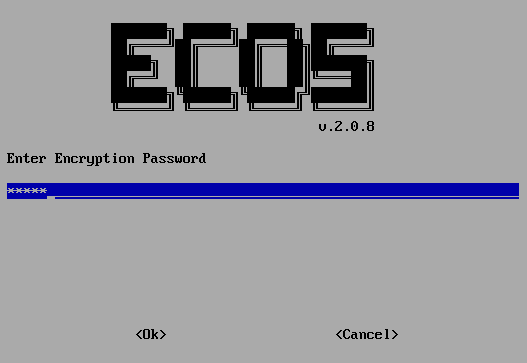 ECOS
v.2.0.8
Enter Encryption Password
*****
<Ok> <Cancel>